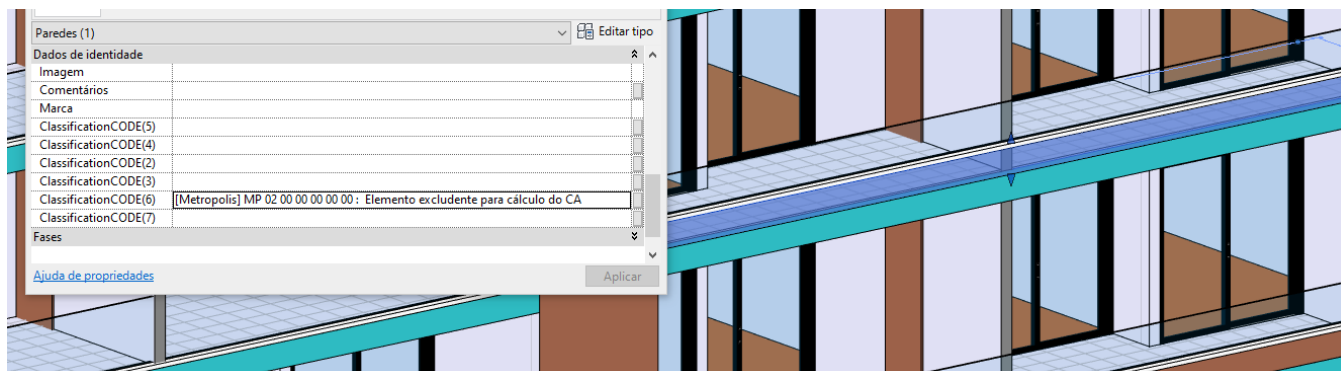 Paredes (1) Editar tipo
Dados de identidade
Imagem
Comentários
Marca
ClassificationCODE(5)
ClassificationCODE(4)
ClassificationCODE(2)
ClassificationCODE(3)
ClassificationCODE(6) [Metropolis] MP 02 00 00 00 00 00 : Elemento excludente para cálculo do CA
ClassificationCODE(7)
Fases
Ajuda de propriedades Aplicar